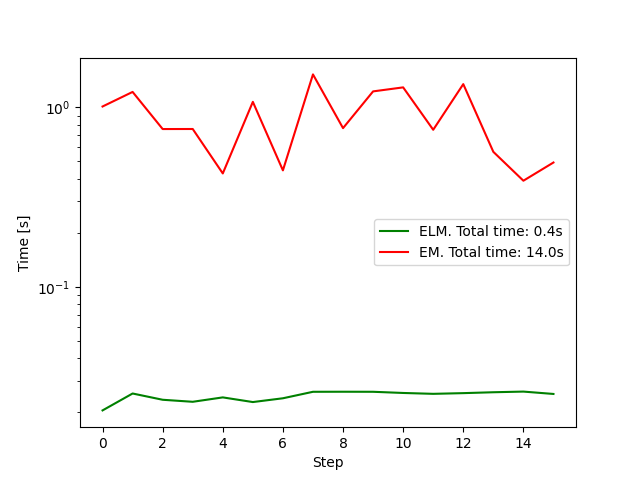 10⁰
10⁻¹
Time [s]
ELM. Total time: 0.4s
EM. Total time: 14.0s
0 2 4 6 8 10 12 14
Step